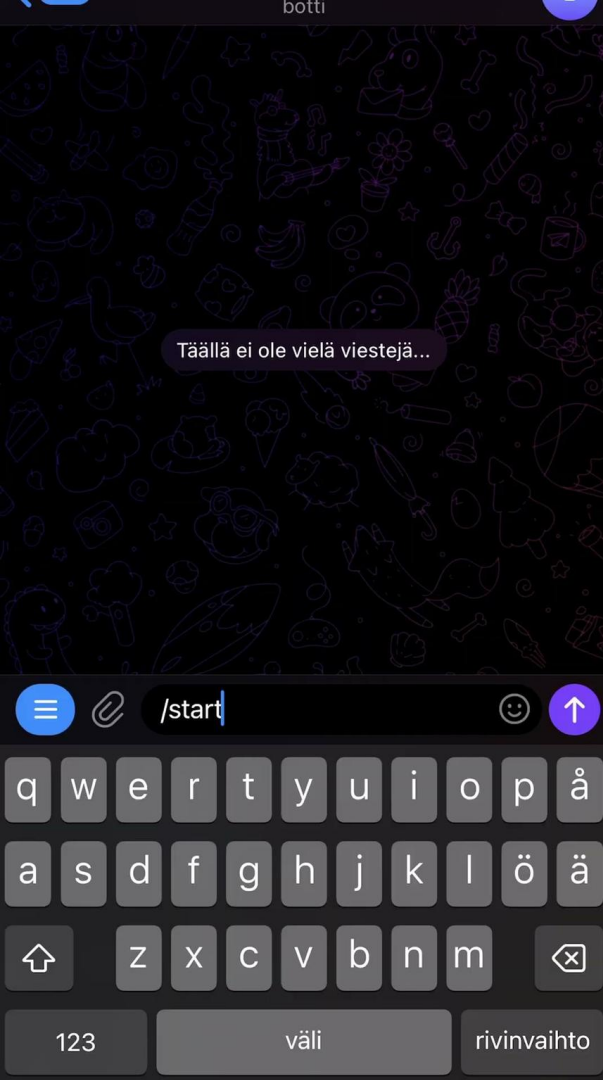 botti
Täällä ei ole vielä viestejä...
/start
q w e r t y u i o p å
a s d f g h j k l ö ä
z x c v b n m
123 väli rivinvaihto